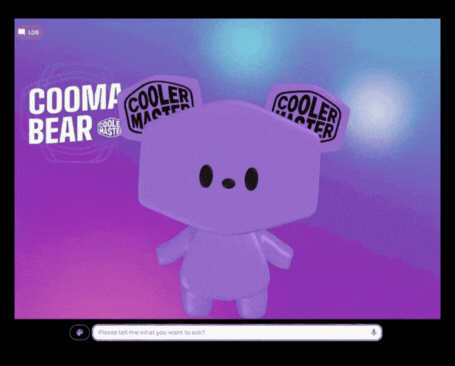 LOG
COOMA
BEAR
COOLER
MASTER
COOLER
MASTER
COOLER
MASTER
Please tell me what you want to ask?